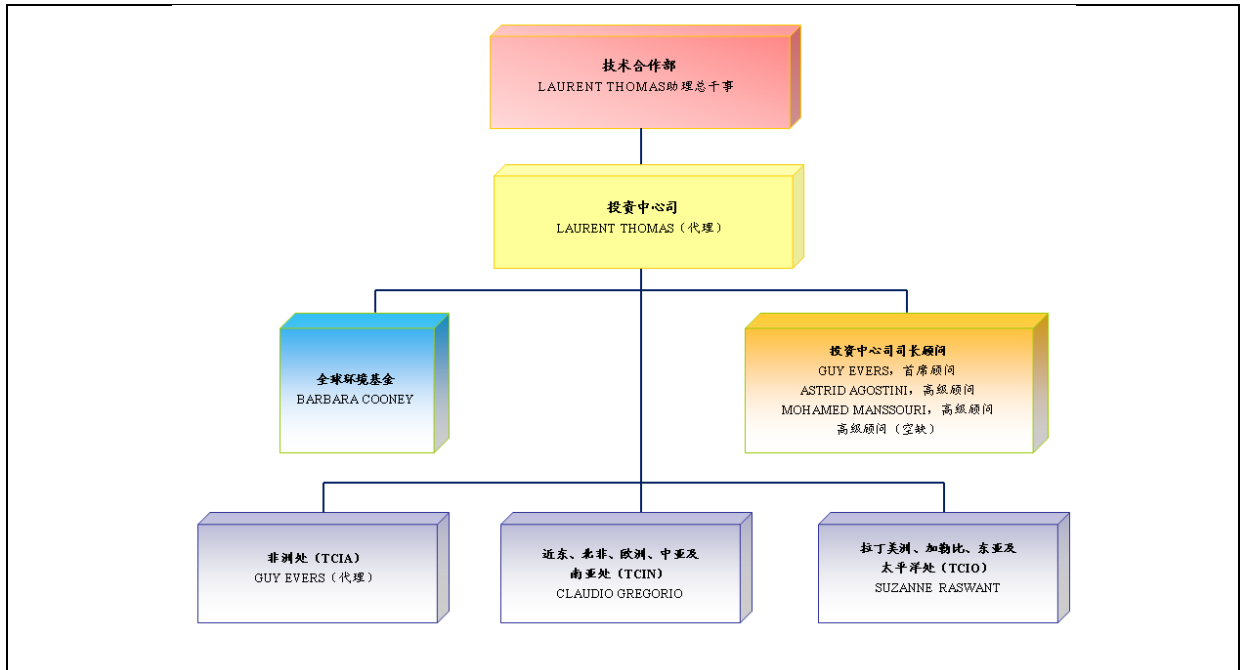 技术合作部
LAURENT THOMAS助理总干事
投资中心司
LAURENT THOMAS（代理）
全球环境基金
BARBARA COONEY
投资中心司司长顾问
GUY EVERS，首席顾问
ASTRID AGOSTINI，高级顾问
MOHAMED MANSSOURI，高级顾问
高级顾问（空缺）
非洲处（TCIA）
GUY EVERS（代理）
近东、北非、欧洲、中亚及
南亚处（TCIN）
CLAUDIO GREGORIO
拉丁美洲、加勒比、东亚及
太平洋处（TCIO）
SUZANNE RASWANT